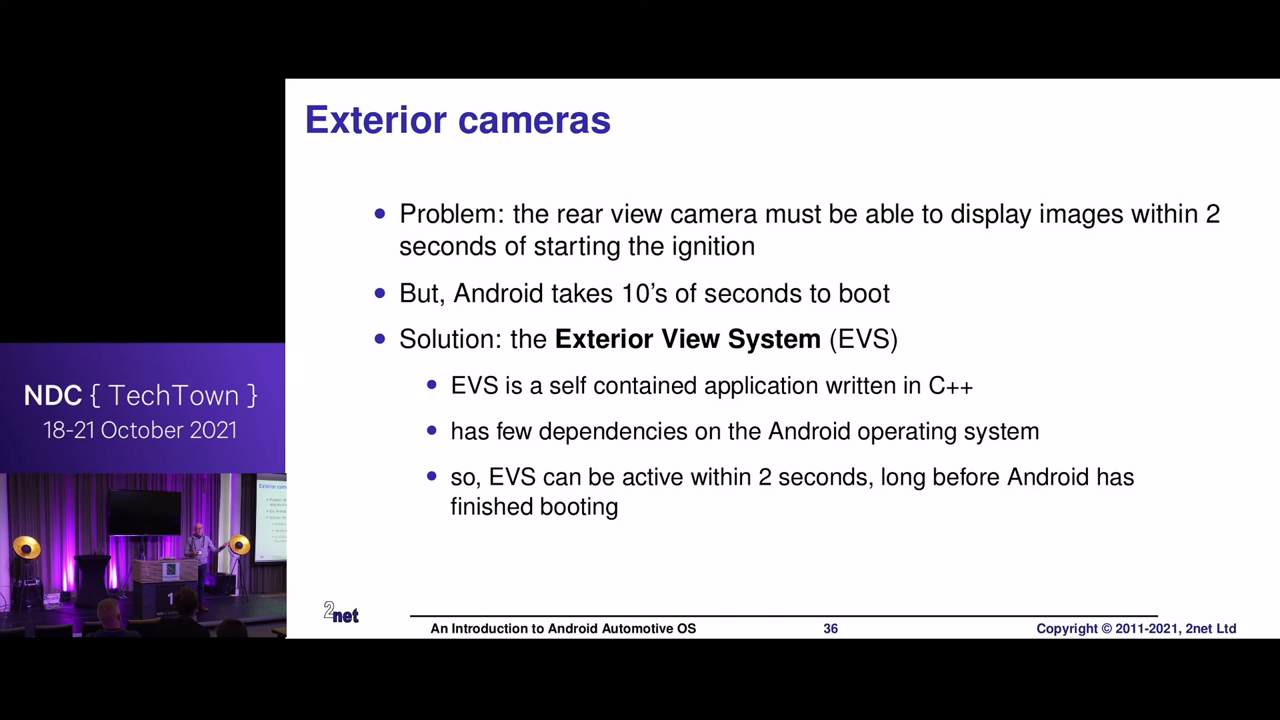 Exterior cameras
• Problem: the rear view camera must be able to display images within 2
seconds of starting the ignition
• But, Android takes 10's of seconds to boot
• Solution: the Exterior View System (EVS)
• EVS is a self contained application written in C++
• has few dependencies on the Android operating system
• so, EVS can be active within 2 seconds, long before Android has
finished booting
NDC { TechTown }
18-21 October 2021
Exterior cameras
1
2net
An Introduction to Android Automotive OS 36 Copyright © 2011-2021, 2net Ltd